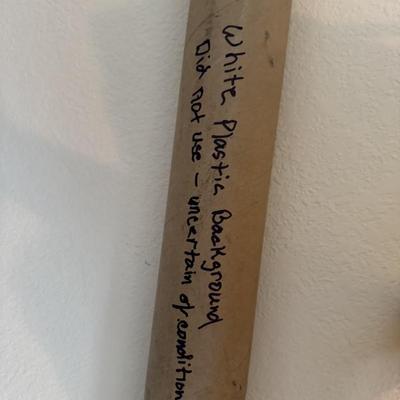 White Plastic Background
Did not use - uncertain of condition